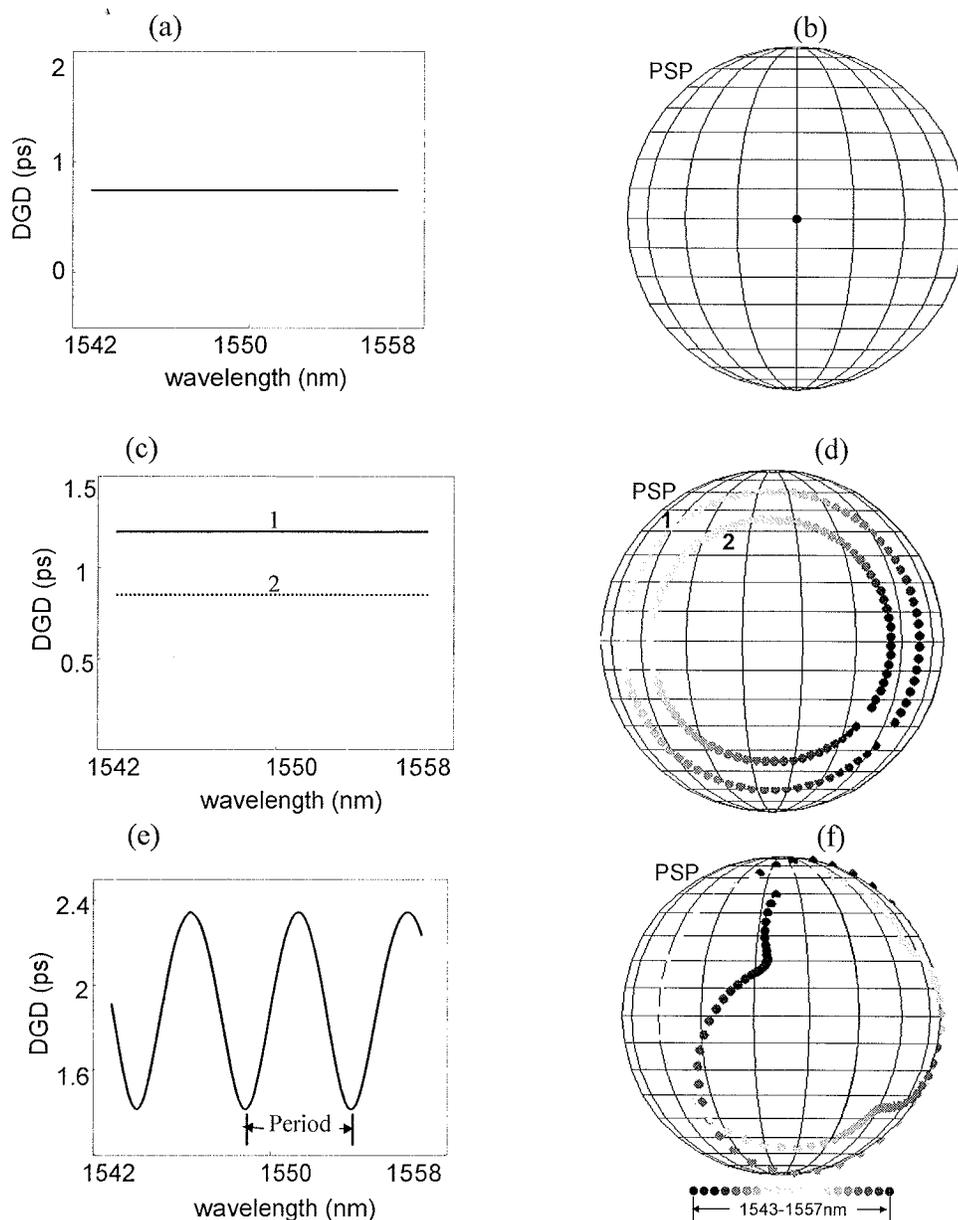 (a)
2
1
0
DGD (ps)
1542 1550 1558
wavelength (nm)
(b)
PSP
(c)
1.5
1
0.5
DGD (ps)
1
2
1542 1550 1558
wavelength (nm)
(d)
PSP
1
2
(e)
2.4
2
1.6
DGD (ps)
Period
1542 1550 1558
wavelength (nm)
(f)
PSP
1543-1557nm